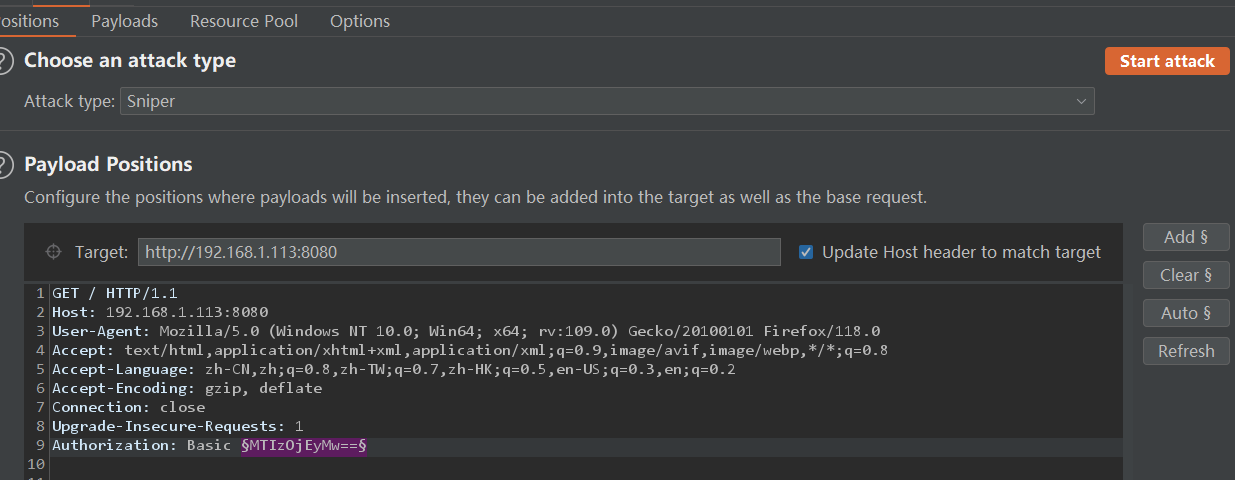 ositions Payloads Resource Pool Options
? Choose an attack type
Start attack
Attack type: Sniper
? Payload Positions
Configure the positions where payloads will be inserted, they can be added into the target as well as the base request.
Target: http://192.168.1.113:8080 Update Host header to match target
Add §
Clear §
Auto §
Refresh
1 GET / HTTP/1.1
2 Host: 192.168.1.113:8080
3 User-Agent: Mozilla/5.0 (Windows NT 10.0; Win64; x64; rv:109.0) Gecko/20100101 Firefox/118.0
4 Accept: text/html,application/xhtml+xml,application/xml;q=0.9,image/avif,image/webp,*/*;q=0.8
5 Accept-Language: zh-CN,zh;q=0.8,zh-TW;q=0.7,zh-HK;q=0.5,en-US;q=0.3,en;q=0.2
6 Accept-Encoding: gzip, deflate
7 Connection: close
8 Upgrade-Insecure-Requests: 1
9 Authorization: Basic §MTIzOjEyMw==§
10